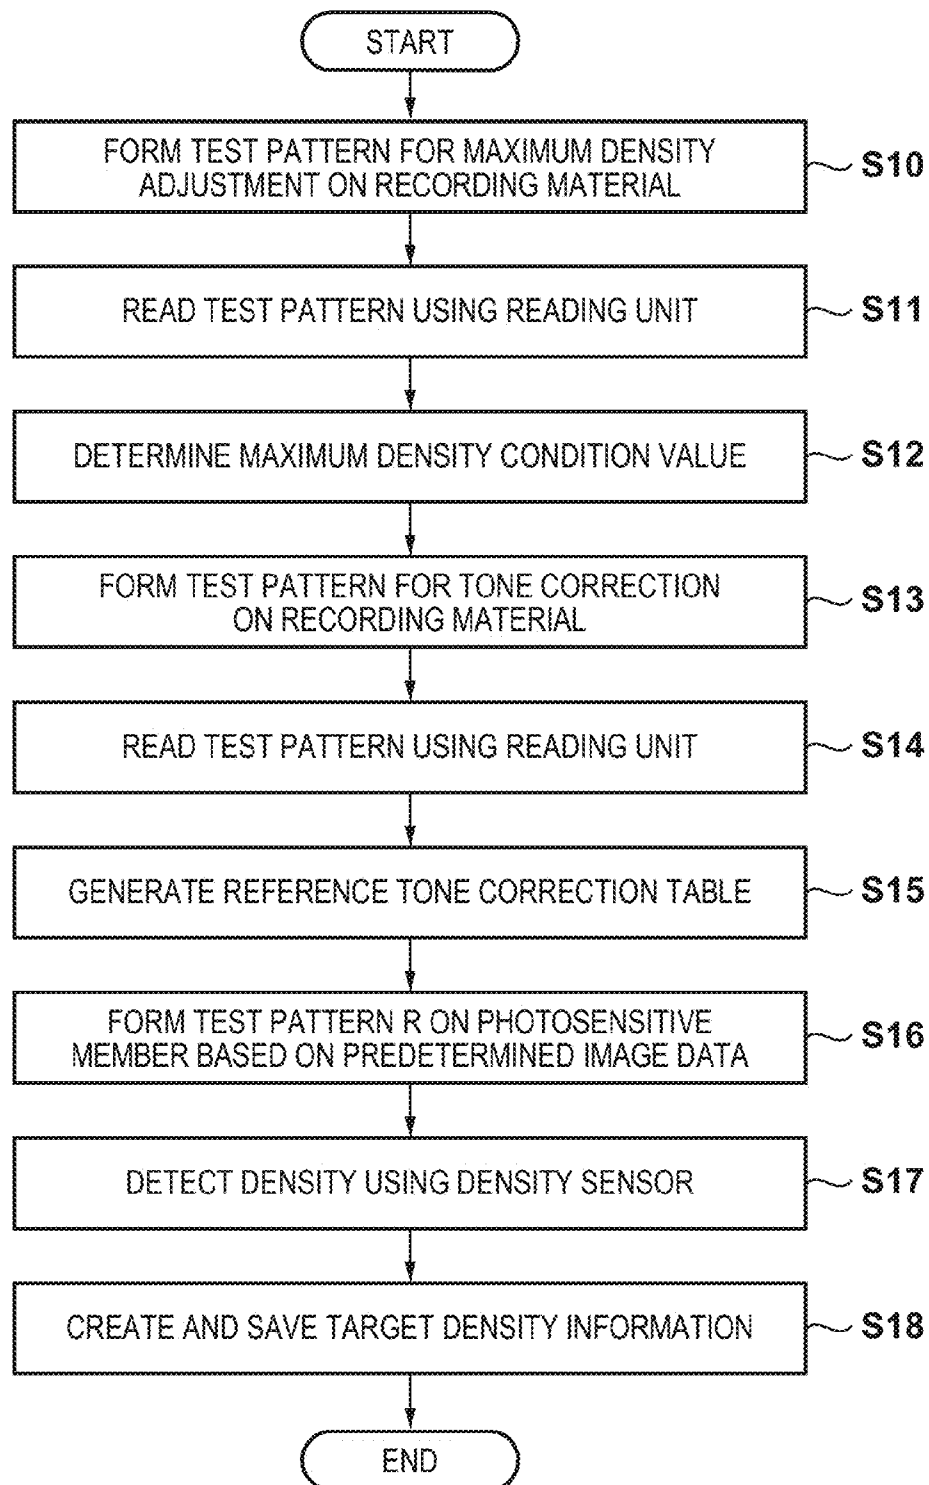 START
FORM TEST PATTERN FOR MAXIMUM DENSITY
ADJUSTMENT ON RECORDING MATERIAL
S10
READ TEST PATTERN USING READING UNIT
S11
DETERMINE MAXIMUM DENSITY CONDITION VALUE
S12
FORM TEST PATTERN FOR TONE CORRECTION
ON RECORDING MATERIAL
S13
READ TEST PATTERN USING READING UNIT
S14
GENERATE REFERENCE TONE CORRECTION TABLE
S15
FORM TEST PATTERN R ON PHOTOSENSITIVE
MEMBER BASED ON PREDETERMINED IMAGE DATA
S16
DETECT DENSITY USING DENSITY SENSOR
S17
CREATE AND SAVE TARGET DENSITY INFORMATION
S18
END